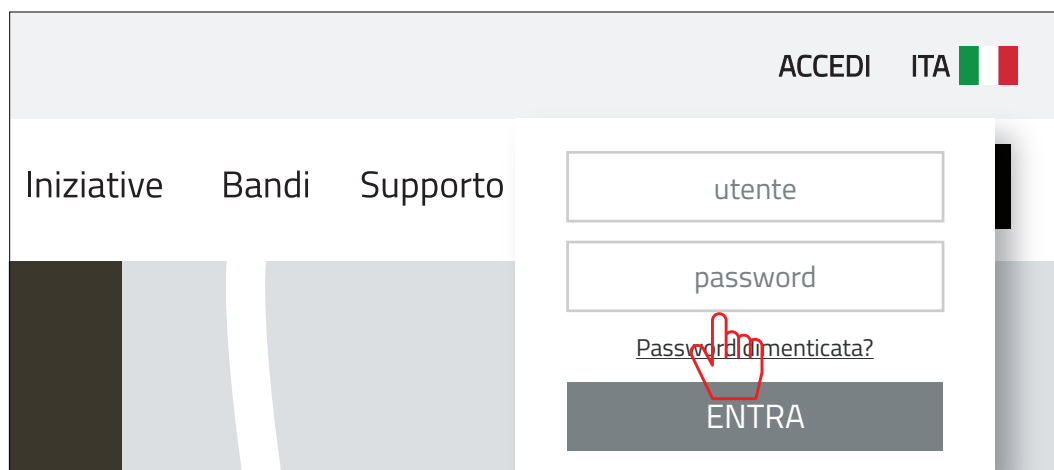 ACCEDI ITA
Iniziative Bandi Supporto
utente
password
Password dimenticata?
ENTRA